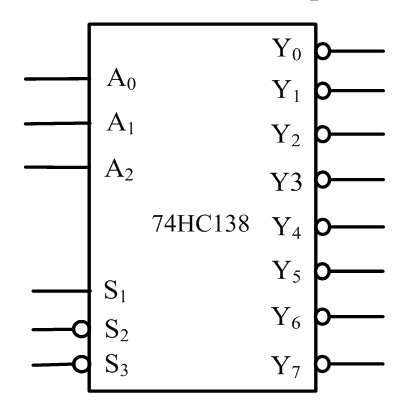 Y₀
A₀
Y₁
A₁
Y₂
A₂
Y3
74HC138
Y₄
Y₅
S₁
Y₆
S₂
S₃
Y₇